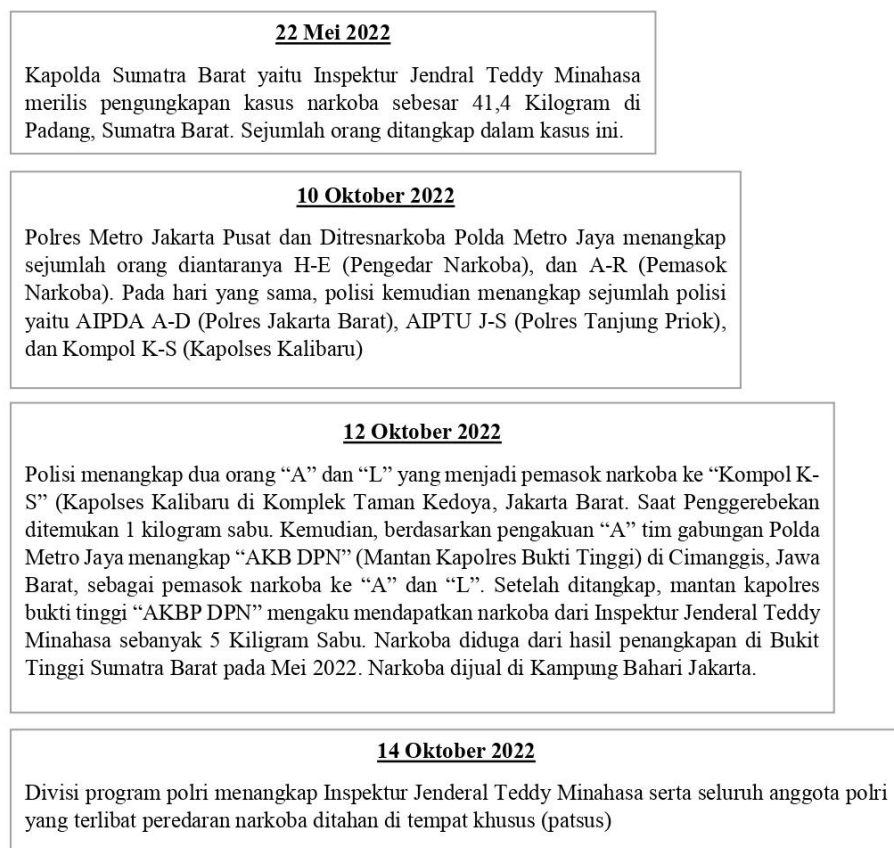 22 Mei 2022
Kapolda Sumatra Barat yaitu Inspektur Jendral Teddy Minahasa
merilis pengungkapan kasus narkoba sebesar 41,4 Kilogram di
Padang, Sumatra Barat. Sejumlah orang ditangkap dalam kasus ini.
10 Oktober 2022
Polres Metro Jakarta Pusat dan Ditresnarkoba Polda Metro Jaya menangkap
sejumlah orang diantaranya H-E (Pengedar Narkoba), dan A-R (Pemasok
Narkoba). Pada hari yang sama, polisi kemudian menangkap sejumlah polisi
yaitu AIPDA A-D (Polres Jakarta Barat), AIPTU J-S (Polres Tanjung Priok),
dan Kompol K-S (Kapolses Kalibaru)
12 Oktober 2022
Polisi menangkap dua orang “A” dan “L” yang menjadi pemasok narkoba ke “Kompol K-
S” (Kapolses Kalibaru di Komplek Taman Kedoya, Jakarta Barat. Saat Penggerebekan
ditemukan 1 kilogram sabu. Kemudian, berdasarkan pengakuan “A” tim gabungan Polda
Metro Jaya menangkap “AKB DPN” (Mantan Kapolres Bukti Tinggi) di Cimanggis, Jawa
Barat, sebagai pemasok narkoba ke “A” dan “L”. Setelah ditangkap, mantan kapolres
bukti tinggi “AKBP DPN” mengaku mendapatkan narkoba dari Inspektur Jenderal Teddy
Minahasa sebanyak 5 Kiligram Sabu. Narkoba diduga dari hasil penangkapan di Bukit
Tinggi Sumatra Barat pada Mei 2022. Narkoba dijual di Kampung Bahari Jakarta.
14 Oktober 2022
Divisi program polri menangkap Inspektur Jenderal Teddy Minahasa serta seluruh anggota polri
yang terlibat peredaran narkoba ditahan di tempat khusus (patsus)